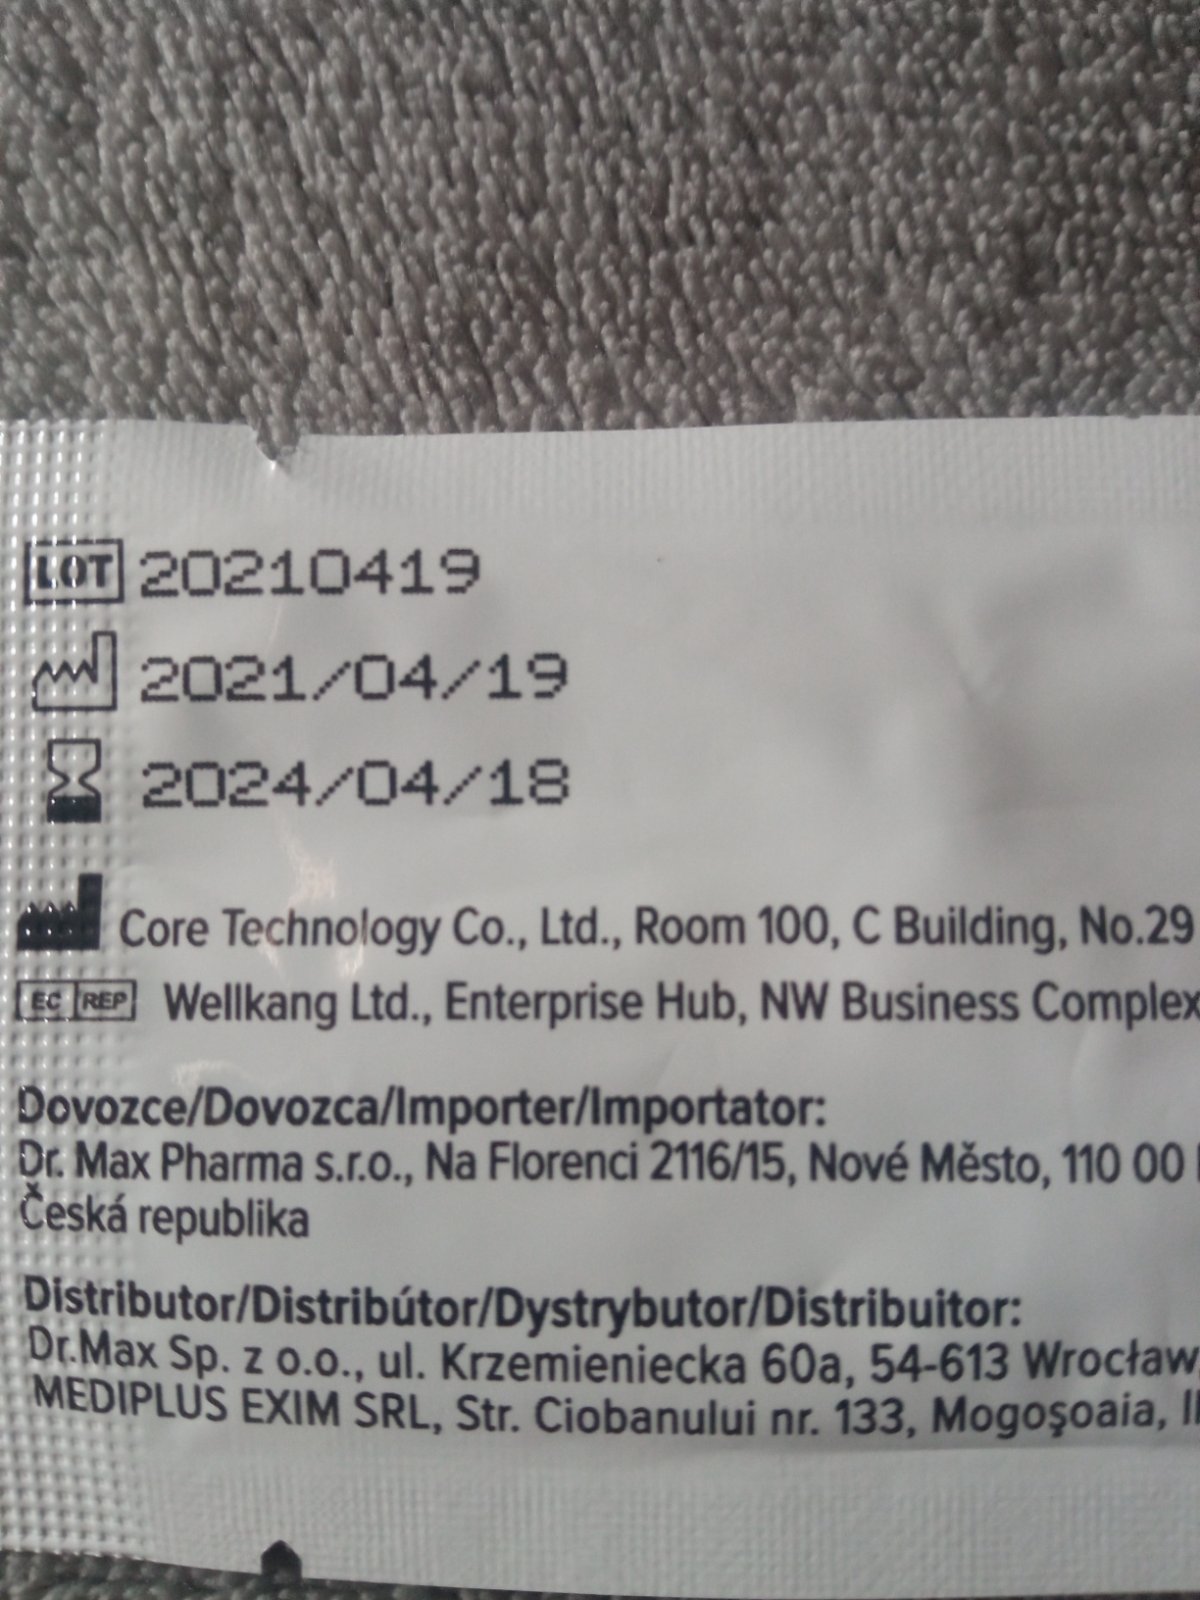 LOT 20210419
2021/04/19
2024/04/18
Core Technology Co., Ltd., Room 100, C Building, No.29
EC REP Wellkang Ltd., Enterprise Hub, NW Business Complex
Dovozce/Dovozca/Importer/Importator:
Dr. Max Pharma s.r.o., Na Florenci 2116/15, Nové Město, 110 00
Česká republika
Distributor/Distribútor/Dystrybutor/Distribuitor:
Dr.Max Sp. z o.o., ul. Krzemieniecka 60a, 54-613 Wrocław,
MEDIPLUS EXIM SRL, Str. Ciobanului nr. 133, Mogoşoaia,